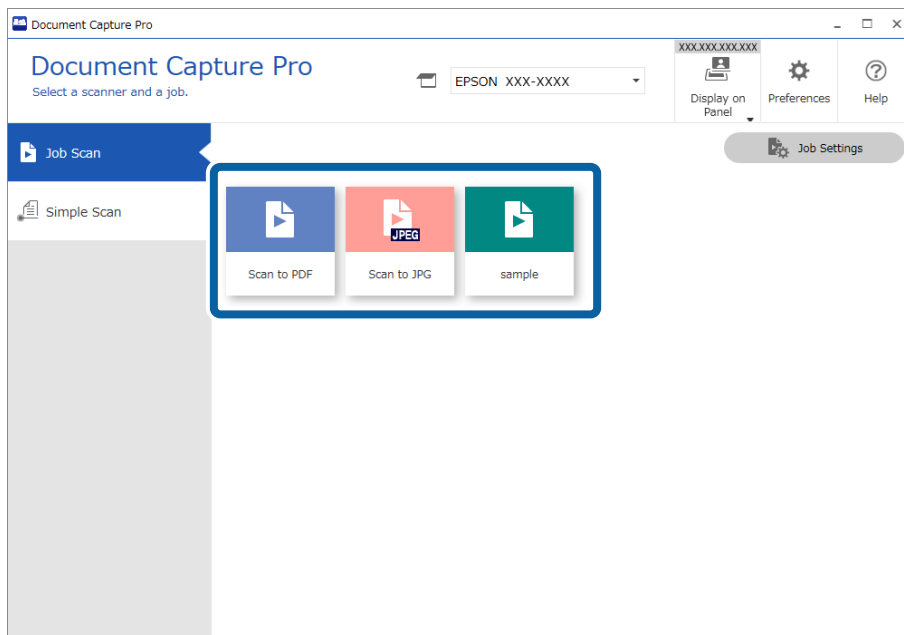 Document Capture Pro
Document Capture Pro
Select a scanner and a job.
EPSON XXX-XXXX
XXX.XXX.XXX.XXX
Display on
Panel
Preferences
Help
Job Scan
Simple Scan
Job Settings
JPEG
Scan to PDF
Scan to JPG
sample